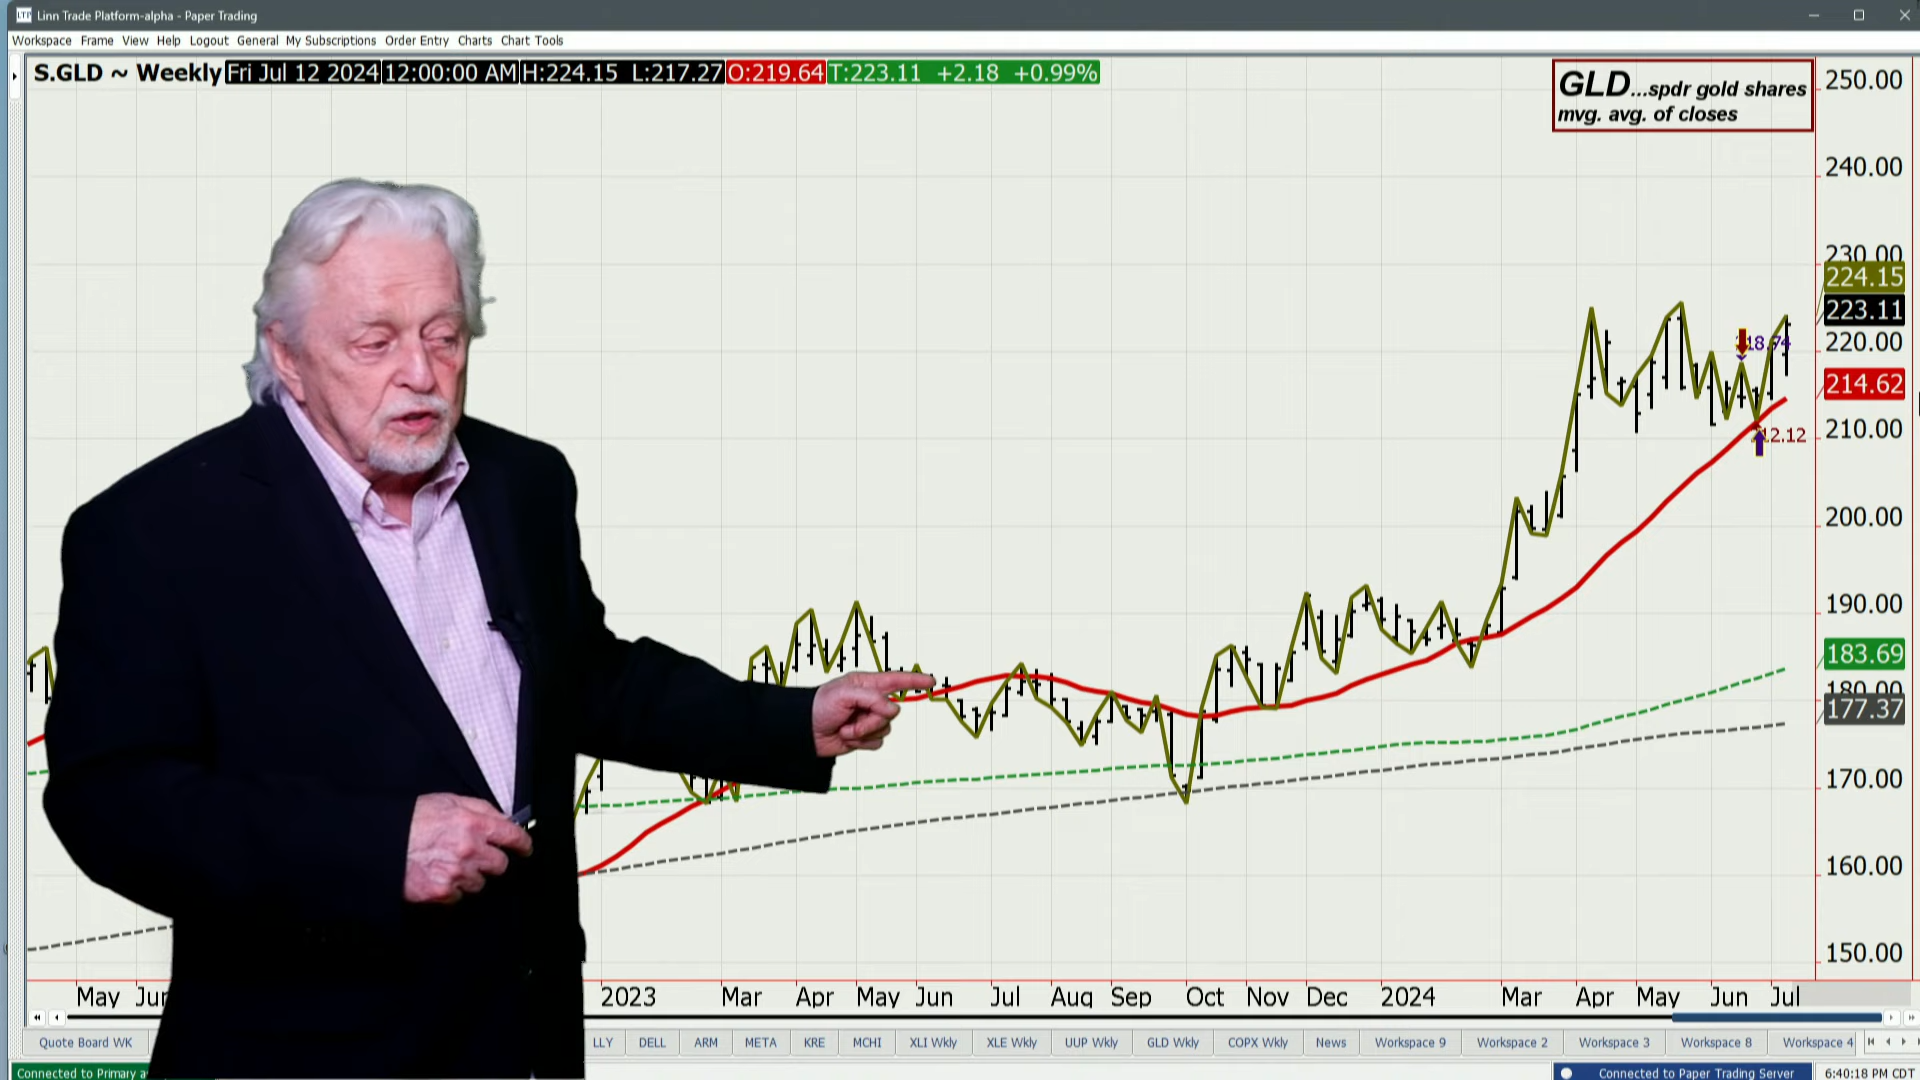 Linn Trade Platform-alpha - Paper Trading
Workspace Frame View Help Logout General My Subscriptions Order Entry Charts Chart Tools
S.GLD ~ Weekly Fri Jul 12 2024 12:00:00 AM H:224.15 L:217.27 O:219.64 T:223.11 +2.18 +0.99%
GLD...spdr gold shares
mvg. avg. of closes
250.00
240.00
230.00
224.15
223.11
220.00
214.62
210.00
12.12
200.00
190.00
183.69
180.00
177.37
170.00
160.00
150.00
May 2023 Mar Apr May Jun Jul Aug Sep Oct Nov Dec 2024 Mar Apr May Jun Jul
Quote Board WK LLY DELL ARM META KRE MCHI XLI Wkly XLE Wkly UUP Wkly GLD Wkly COPX Wkly News Workspace 9 Workspace 2 Workspace 3 Workspace 8 Workspace 4
Connected to Primary Connected to Paper Trading Server 6:40:18 PM CDT